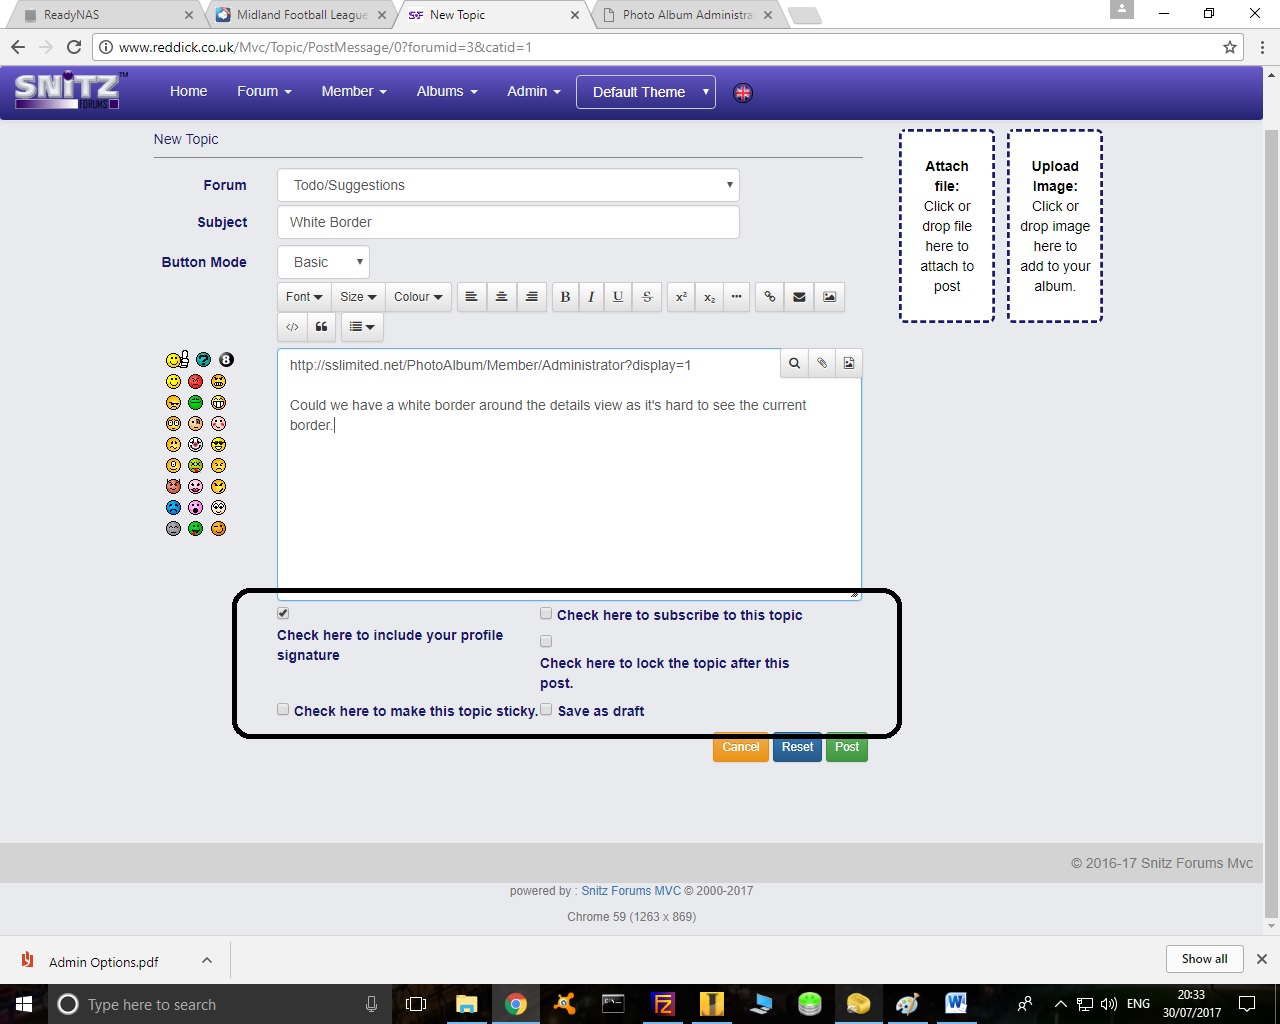 ReadyNAS
Midland Football League
New Topic
Photo Album Administra
www.reddick.co.uk/Mvc/Topic/PostMessage/0?forumid=3&catid=1
SNiTZ™
FORUMS
Home
Forum
Member
Albums
Admin
Default Theme
New Topic
Forum
Todo/Suggestions
Subject
White Border
Button Mode
Basic
Font
Size
Colour
B
I
U
S
x²
x₂
</>
http://sslimited.net/PhotoAlbum/Member/Administrator?display=1
Could we have a white border around the details view as it's hard to see the current
border.
Attach
file:
Click or
drop file
here to
attach to
post
Upload
Image:
Click or
drop image
here to
add to your
album.
Check here to include your profile
signature
Check here to subscribe to this topic
Check here to lock the topic after this
post.
Check here to make this topic sticky.
Save as draft
Cancel
Reset
Post
© 2016-17 Snitz Forums Mvc
powered by : Snitz Forums MVC © 2000-2017
Chrome 59 (1263 x 869)
Admin Options.pdf
Show all
Type here to search
ENG
20:33
30/07/2017